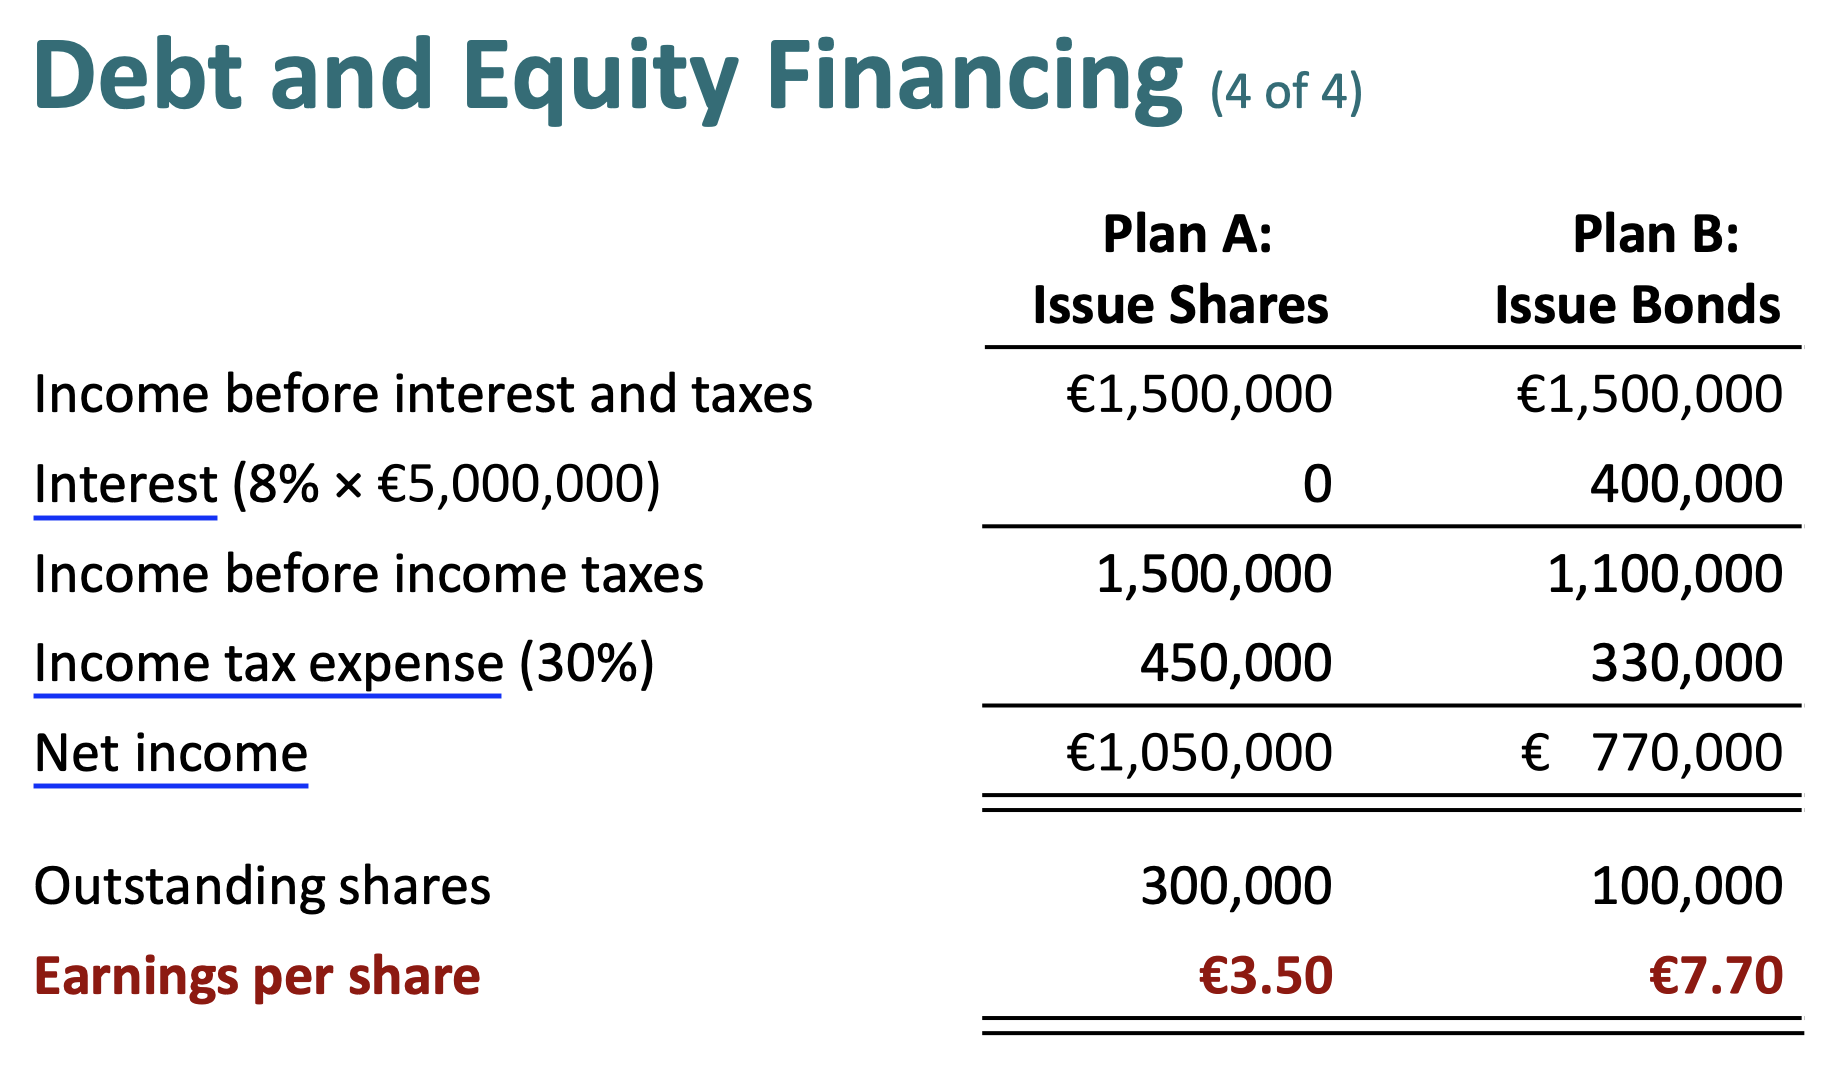 Debt and Equity Financing (4 of 4)
Plan A: Plan B:
Issue Shares Issue Bonds
Income before interest and taxes €1,500,000 €1,500,000
Interest (8% × €5,000,000) 0 400,000
Income before income taxes 1,500,000 1,100,000
Income tax expense (30%) 450,000 330,000
Net income €1,050,000 € 770,000
Outstanding shares 300,000 100,000
Earnings per share €3.50 €7.70